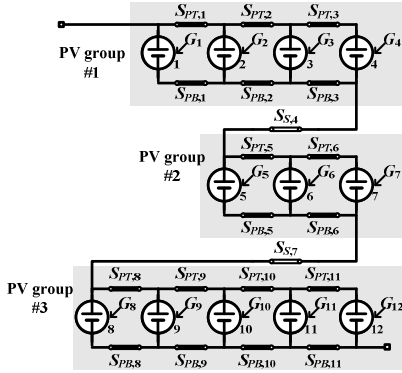 S_PT,1 S_PT,2 S_PT,3
G1 G2 G3 G4
PV group
#1
1 2 3 4
S_PB,1 S_PB,2 S_PB,3
S_S,4
S_PT,5 S_PT,6
PV group
#2
G5 G6 G7
5 6 7
S_PB,5 S_PB,6
S_S,7
S_PT,8 S_PT,9 S_PT,10 S_PT,11
PV group
#3
G8 G9 G10 G11 G12
8 9 10 11 12
S_PB,8 S_PB,9 S_PB,10 S_PB,11